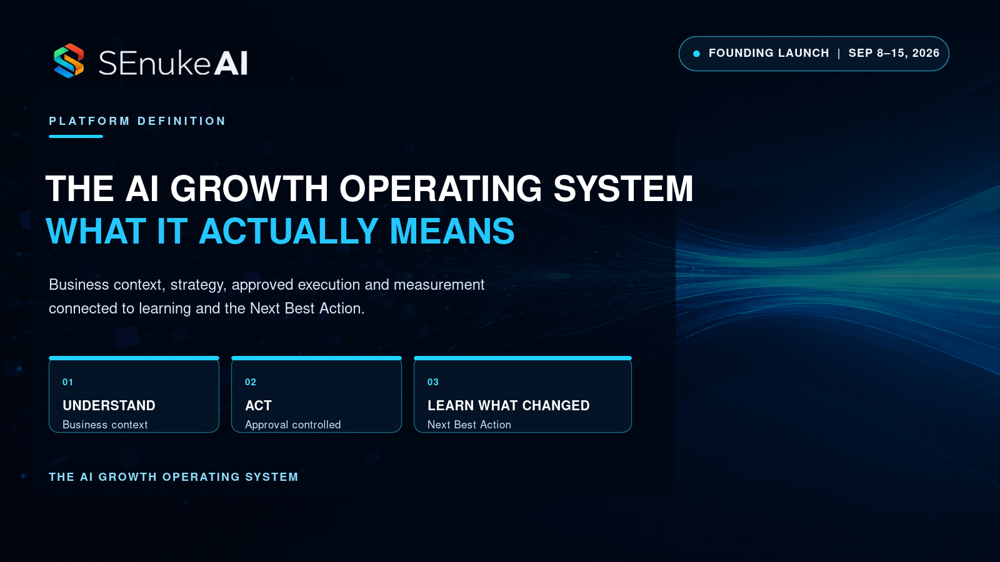 SEnukeAI
FOUNDING LAUNCH | SEP 8–15, 2026
PLATFORM DEFINITION
THE AI GROWTH OPERATING SYSTEM
WHAT IT ACTUALLY MEANS
Business context, strategy, approved execution and measurement
connected to learning and the Next Best Action.
01
UNDERSTAND
Business context
02
ACT
Approval controlled
03
LEARN WHAT CHANGED
Next Best Action
THE AI GROWTH OPERATING SYSTEM